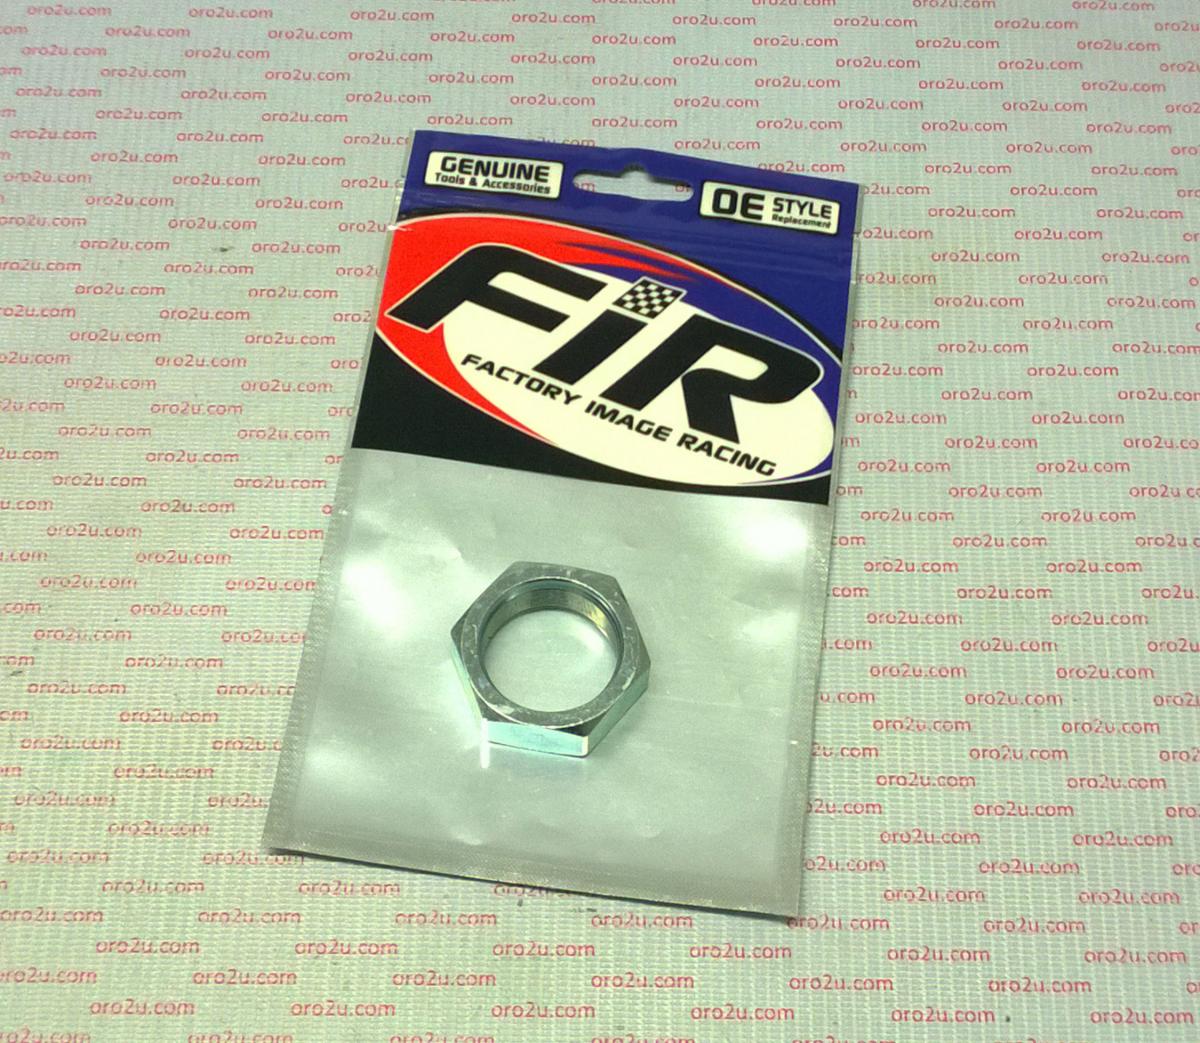 GENUINE
Tools & Accessories
OE STYLE
Replacement
FiR
FACTORY IMAGE RACING
oro2u.com